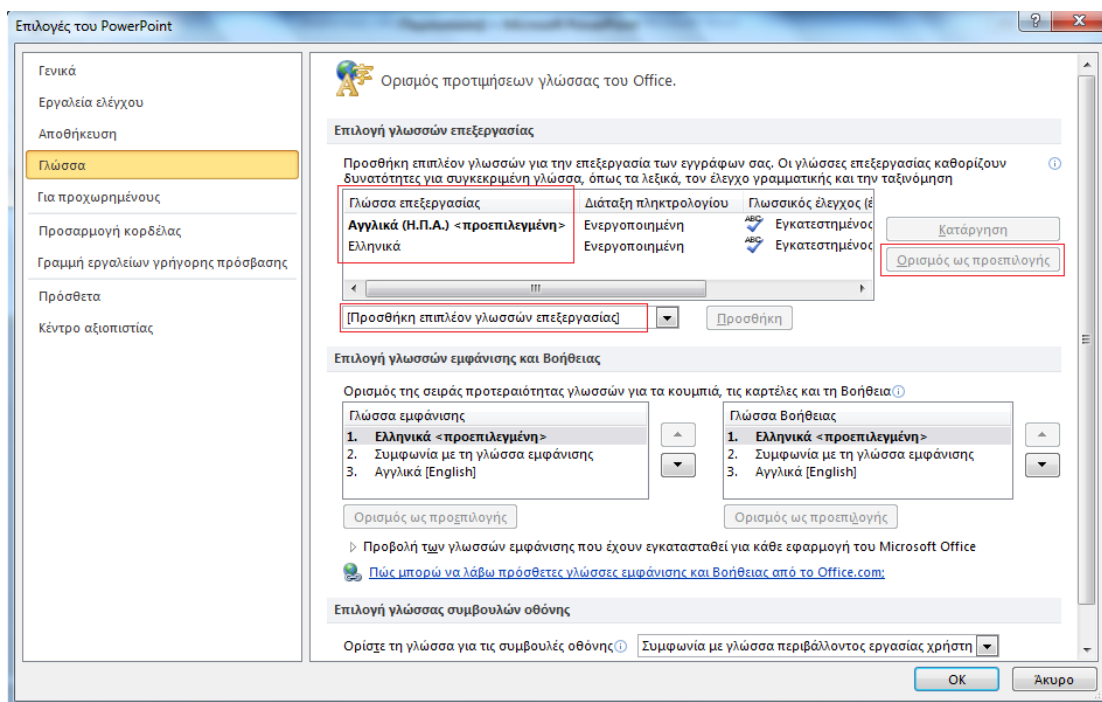 Επιλογές του PowerPoint
Γενικά
Εργαλεία ελέγχου
Αποθήκευση
Γλώσσα
Για προχωρημένους
Προσαρμογή κορδέλας
Γραμμή εργαλείων γρήγορης πρόσβασης
Πρόσθετα
Κέντρο αξιοπιστίας
Ορισμός προτιμήσεων γλώσσας του Office.
Επιλογή γλωσσών επεξεργασίας
Προσθήκη επιπλέον γλωσσών για την επεξεργασία των εγγράφων σας. Οι γλώσσες επεξεργασίας καθορίζουν
δυνατότητες για συγκεκριμένη γλώσσα, όπως τα λεξικά, τον έλεγχο γραμματικής και την ταξινόμηση
Γλώσσα επεξεργασίας Διάταξη πληκτρολογίου Γλωσσικός έλεγχος (έ
Αγγλικά (Η.Π.Α.) <προεπιλεγμένη> Ενεργοποιημένη Εγκατεστημένος
Ελληνικά Ενεργοποιημένη Εγκατεστημένος
Κατάργηση
Ορισμός ως προεπιλογής
[Προσθήκη επιπλέον γλωσσών επεξεργασίας] Προσθήκη
Επιλογή γλωσσών εμφάνισης και Βοήθειας
Ορισμός της σειράς προτεραιότητας γλωσσών για τα κουμπιά, τις καρτέλες και τη Βοήθεια
Γλώσσα εμφάνισης
1. Ελληνικά <προεπιλεγμένη>
2. Συμφωνία με τη γλώσσα εμφάνισης
3. Αγγλικά [English]
Ορισμός ως προεπιλογής
Γλώσσα Βοήθειας
1. Ελληνικά <προεπιλεγμένη>
2. Συμφωνία με τη γλώσσα εμφάνισης
3. Αγγλικά [English]
Ορισμός ως προεπιλογής
Προβολή των γλωσσών εμφάνισης που έχουν εγκατασταθεί για κάθε εφαρμογή του Microsoft Office
Πώς μπορώ να λάβω πρόσθετες γλώσσες εμφάνισης και Βοήθειας από το Office.com;
Επιλογή γλώσσας συμβουλών οθόνης
Ορίστε τη γλώσσα για τις συμβουλές οθόνης Συμφωνία με γλώσσα περιβάλλοντος εργασίας χρήστη
OK Άκυρο